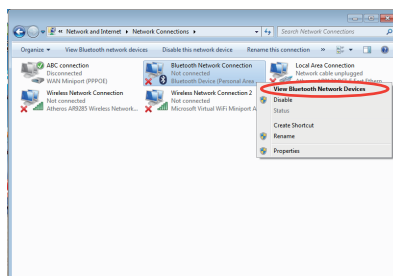 « Network and Internet ▸ Network Connections ▸
Search Network Connections
Organize ▾ View Bluetooth network devices Disable this network device Rename this connection »
ABC connection
Disconnected
WAN Miniport (PPPOE)
Bluetooth Network Connection
Not connected
Bluetooth Device (Personal Area
Local Area Connection
Network cable unplugged
Wireless Network Connection
Not connected
Atheros AR9285 Wireless Network...
Wireless Network Connection 2
Not connected
Microsoft Virtual WiFi Miniport A
View Bluetooth Network Devices
Disable
Status
Create Shortcut
Rename
Properties